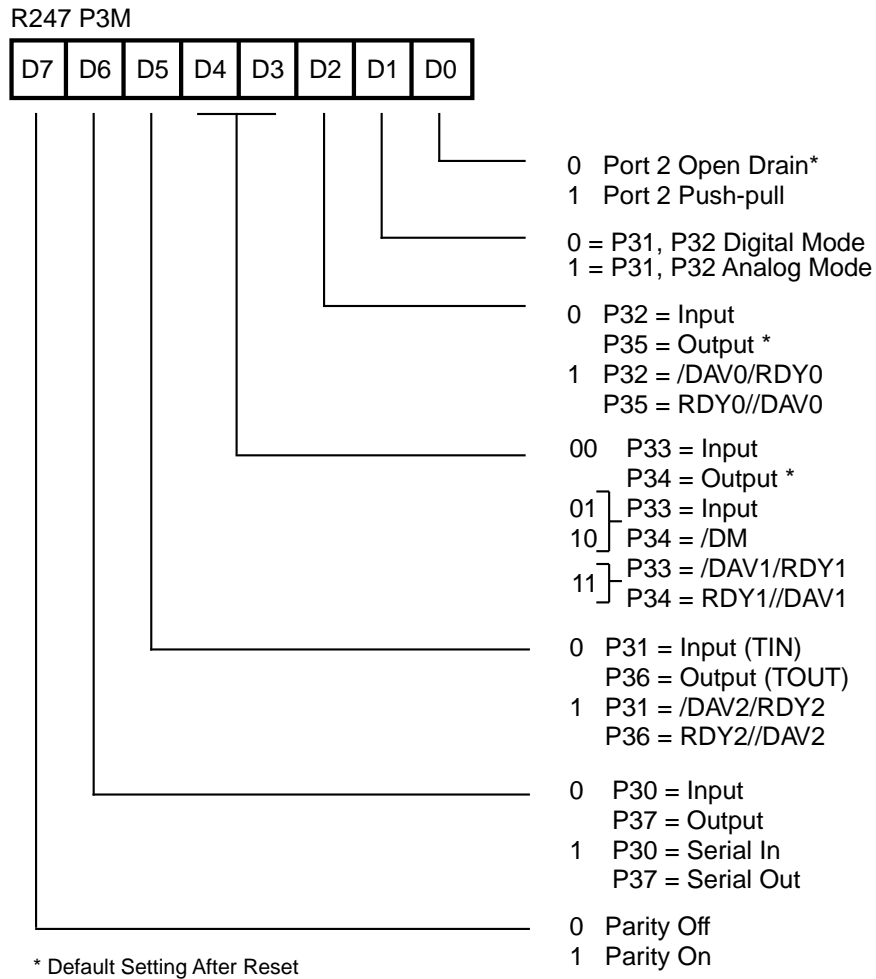 R247 P3M
D7 D6 D5 D4 D3 D2 D1 D0
0 Port 2 Open Drain*
1 Port 2 Push-pull
0 = P31, P32 Digital Mode
1 = P31, P32 Analog Mode
0 P32 = Input
P35 = Output *
1 P32 = /DAV0/RDY0
P35 = RDY0//DAV0
00 P33 = Input
P34 = Output *
01 P33 = Input
10 P34 = /DM
11 P33 = /DAV1/RDY1
P34 = RDY1//DAV1
0 P31 = Input (TIN)
P36 = Output (TOUT)
1 P31 = /DAV2/RDY2
P36 = RDY2//DAV2
0 P30 = Input
P37 = Output
1 P30 = Serial In
P37 = Serial Out
0 Parity Off
1 Parity On
* Default Setting After Reset